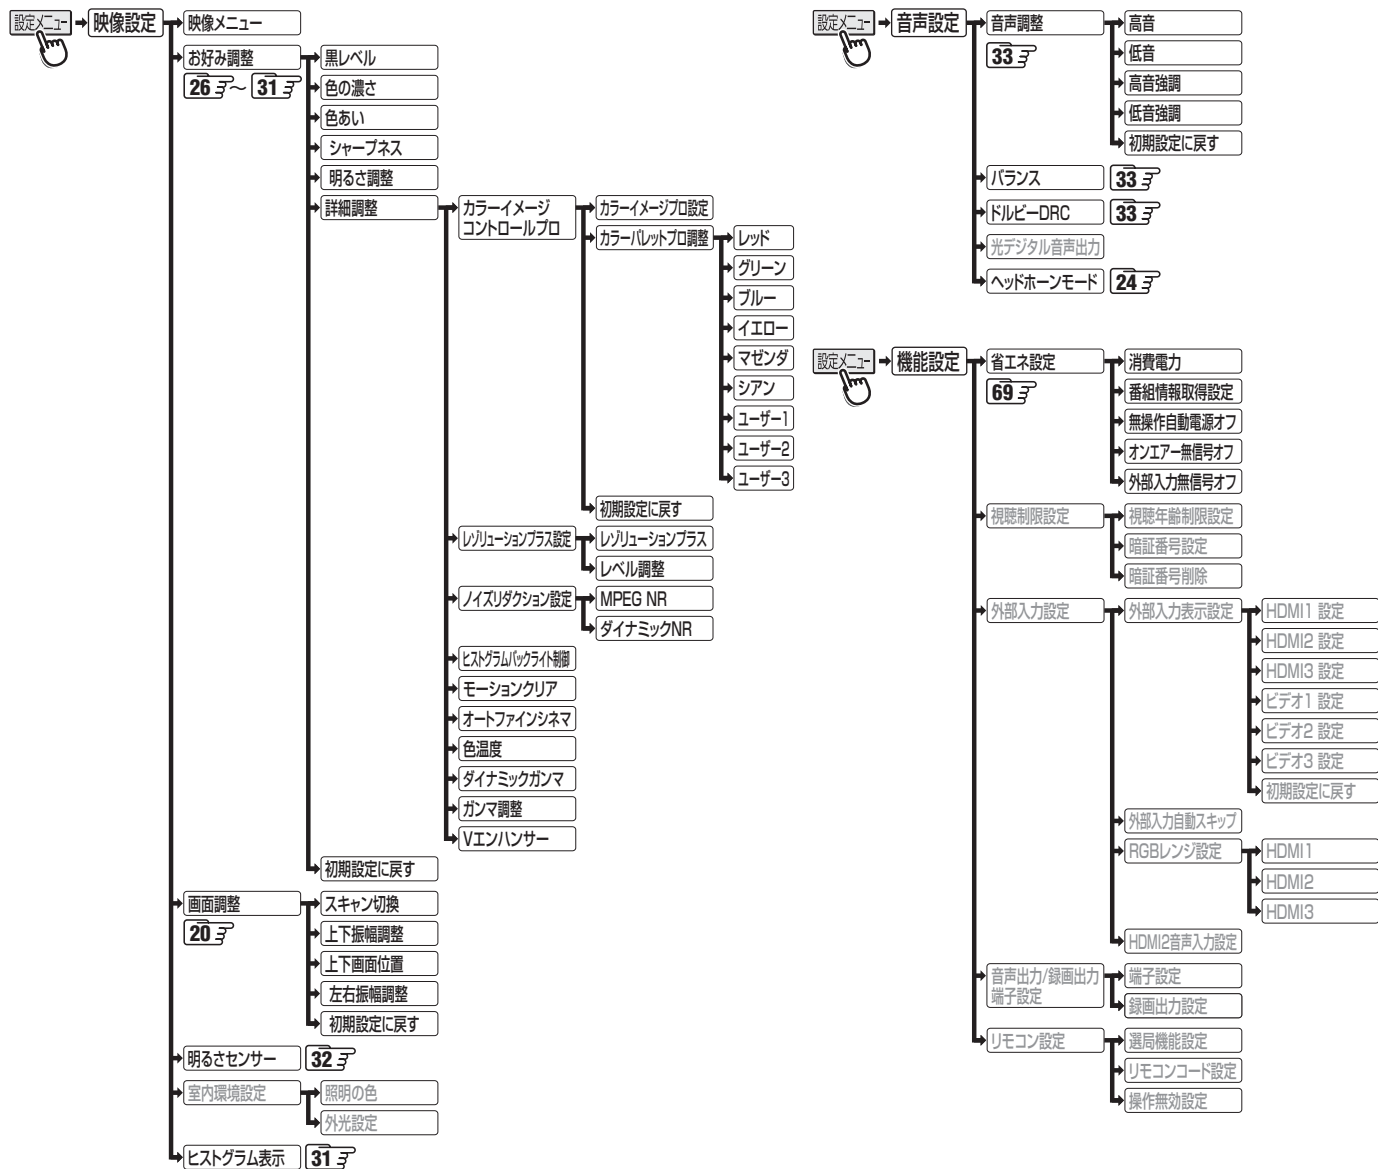 設定メニュー
映像設定
映像メニュー
お好み調整
26 ~ 31
黒レベル
色の濃さ
色あい
シャープネス
明るさ調整
詳細調整
カラーイメージ
コントロールプロ
カラーイメージプロ設定
カラーパレットプロ調整
レッド
グリーン
ブルー
イエロー
マゼンダ
シアン
ユーザー1
ユーザー2
ユーザー3
初期設定に戻す
レゾリューションプラス設定
レゾリューションプラス
レベル調整
ノイズリダクション設定
MPEG NR
ダイナミックNR
ヒストグラムバックライト制御
モーションクリア
オートファインシネマ
色温度
ダイナミックガンマ
ガンマ調整
Vエンハンサー
初期設定に戻す
画面調整
20
スキャン切換
上下振幅調整
上下画面位置
左右振幅調整
初期設定に戻す
明るさセンサー 32
室内環境設定
照明の色
外光設定
ヒストグラム表示 31
設定メニュー
音声設定
音声調整
33
高音
低音
高音強調
低音強調
初期設定に戻す
バランス 33
ドルビーDRC 33
光デジタル音声出力
ヘッドホーンモード 24
設定メニュー
機能設定
省エネ設定
69
消費電力
番組情報取得設定
無操作自動電源オフ
オンエアー無信号オフ
外部入力無信号オフ
視聴制限設定
視聴年齢制限設定
暗証番号設定
暗証番号削除
外部入力設定
外部入力表示設定
HDMI1 設定
HDMI2 設定
HDMI3 設定
ビデオ1 設定
ビデオ2 設定
ビデオ3 設定
初期設定に戻す
外部入力自動スキップ
RGBレンジ設定
HDMI1
HDMI2
HDMI3
HDMI2音声入力設定
音声出力/録画出力
端子設定
端子設定
録画出力設定
リモコン設定
選局機能設定
リモコンコード設定
操作無効設定